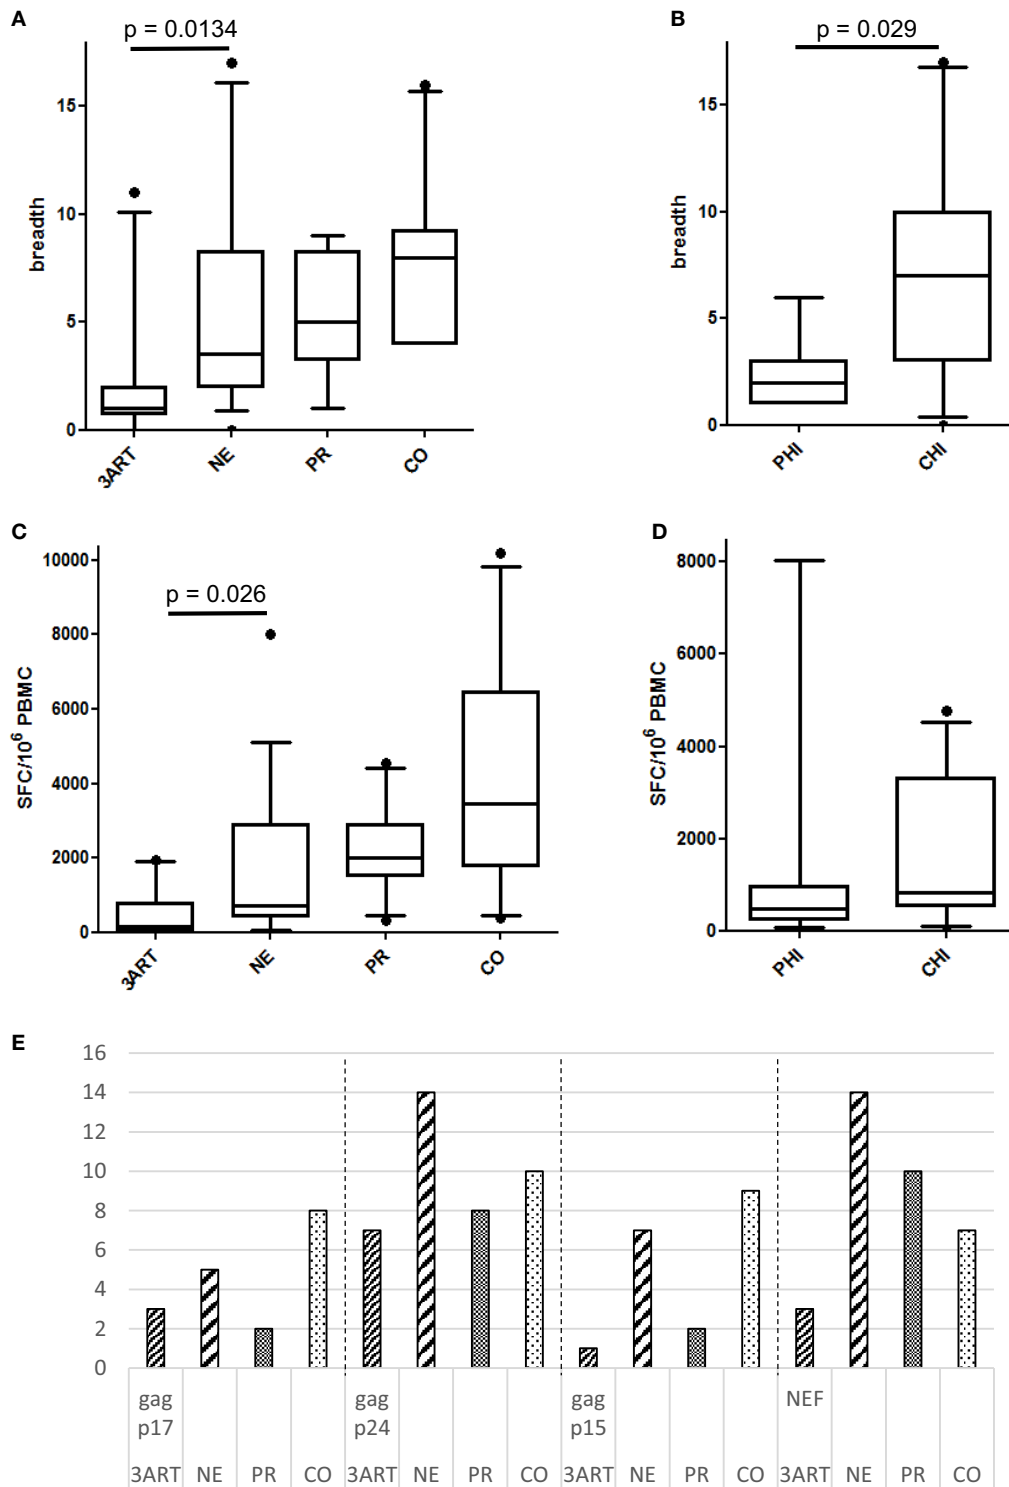 A
p = 0.0134
breadth
15
10
5
0
3ART NE PR CO
B
p = 0.029
breadth
15
10
5
0
PHI CHI
C
p = 0.026
SFC/10⁶ PBMC
10000
8000
6000
4000
2000
0
3ART NE PR CO
D
SFC/10⁶ PBMC
8000
6000
4000
2000
0
PHI CHI
E
16
14
12
10
8
6
4
2
0
gag gag gag NEF
p17 p24 p15
3ART NE PR CO 3ART NE PR CO 3ART NE PR CO 3ART NE PR CO